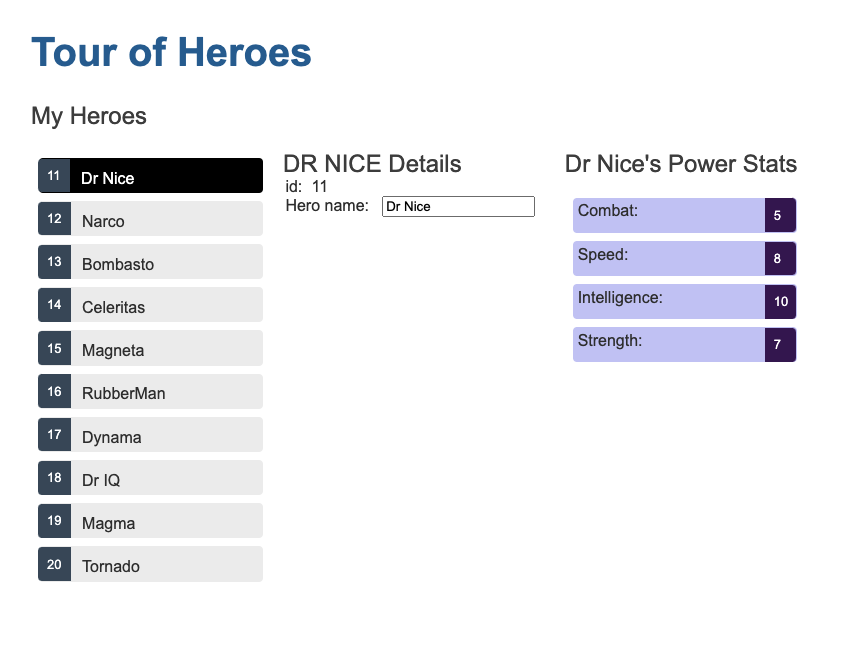 Tour of Heroes
My Heroes
11 Dr Nice
12 Narco
13 Bombasto
14 Celeritas
15 Magneta
16 RubberMan
17 Dynama
18 Dr IQ
19 Magma
20 Tornado
DR NICE Details
id: 11
Hero name: Dr Nice
Dr Nice's Power Stats
Combat: 5
Speed: 8
Intelligence: 10
Strength: 7